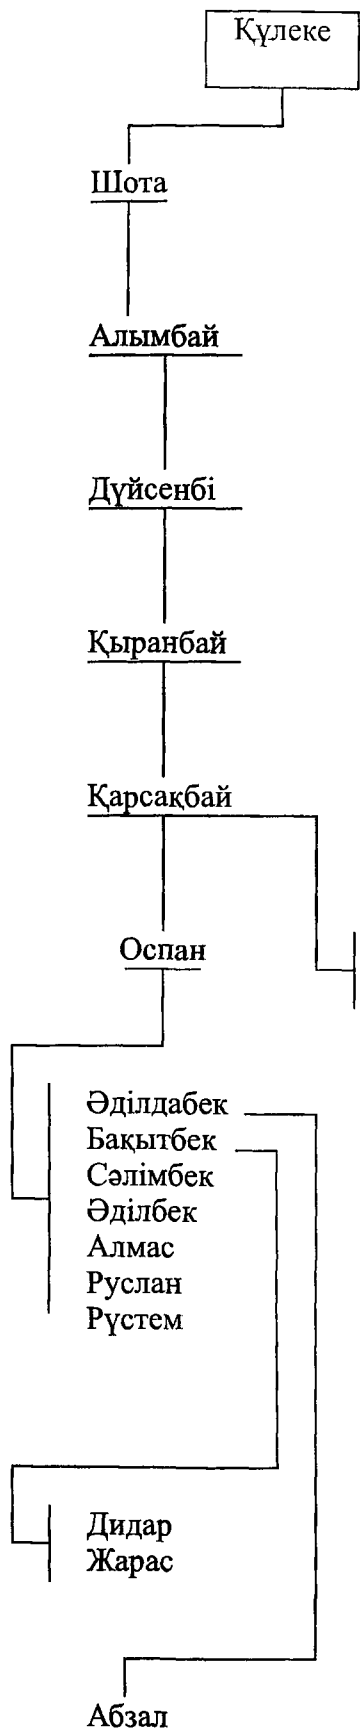 Құлеке
Шота
Алымбай
Дүйсенбі
Қыранбай
Қарсақбай
Оспан
Әділдабек
Бақытбек
Сәлімбек
Әділбек
Алмас
Руслан
Рүстем
Дидар
Жарас
Абзал